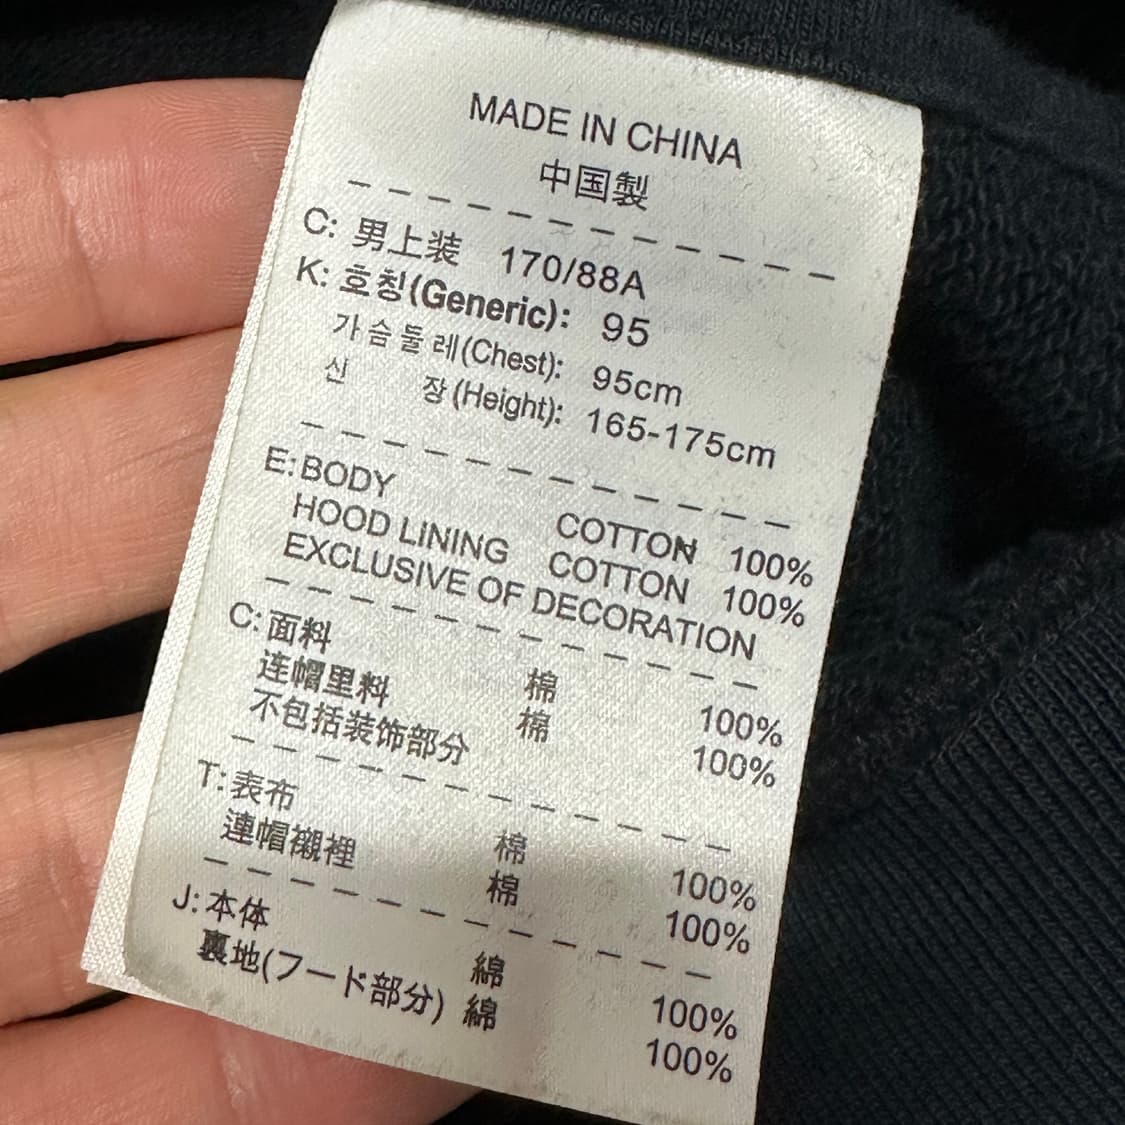 MADE IN CHINA
中国製
C: 男上装 170/88A
K: 호칭(Generic): 95
가슴둘레(Chest): 95cm
신 장(Height): 165-175cm
E: BODY COTTON 100%
HOOD LINING COTTON 100%
EXCLUSIVE OF DECORATION
C: 面料 棉 100%
连帽里料 棉 100%
不包括装饰部分
T: 表布 棉 100%
連帽襯裡 棉 100%
J: 本体 綿 100%
裏地(フード部分) 綿 100%